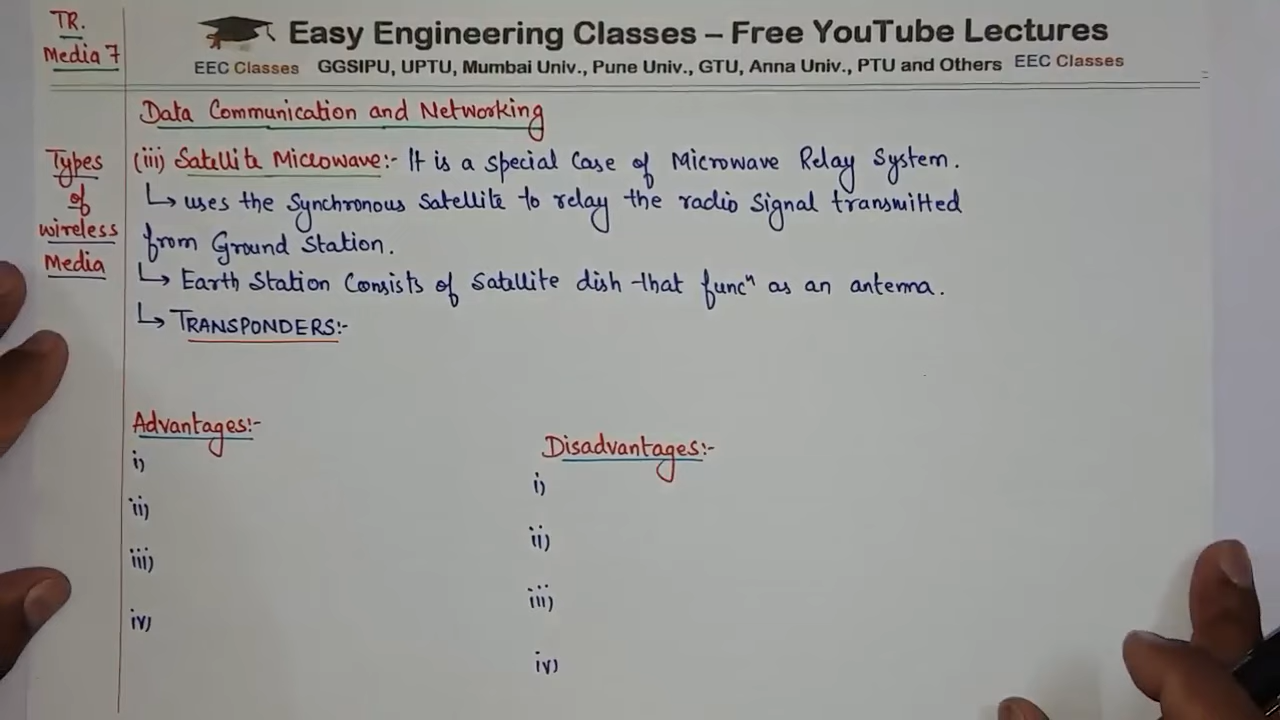 TR.
Media 7
Easy Engineering Classes – Free YouTube Lectures
EEC Classes GGSIPU, UPTU, Mumbai Univ., Pune Univ., GTU, Anna Univ., PTU and Others EEC Classes
Data Communication and Networking
Types
of
wireless
Media
(iii) Satellite Microwave:- It is a special Case of Microwave Relay System.
↳ uses the Synchronous Satellite to relay the radio Signal transmitted
from Ground Station.
↳ Earth Station Consists of Satellite dish that funcⁿ as an antenna.
↳ TRANSPONDERS:-
Advantages:-
i)
ii)
iii)
iv)
Disadvantages:-
i)
ii)
iii)
iv)